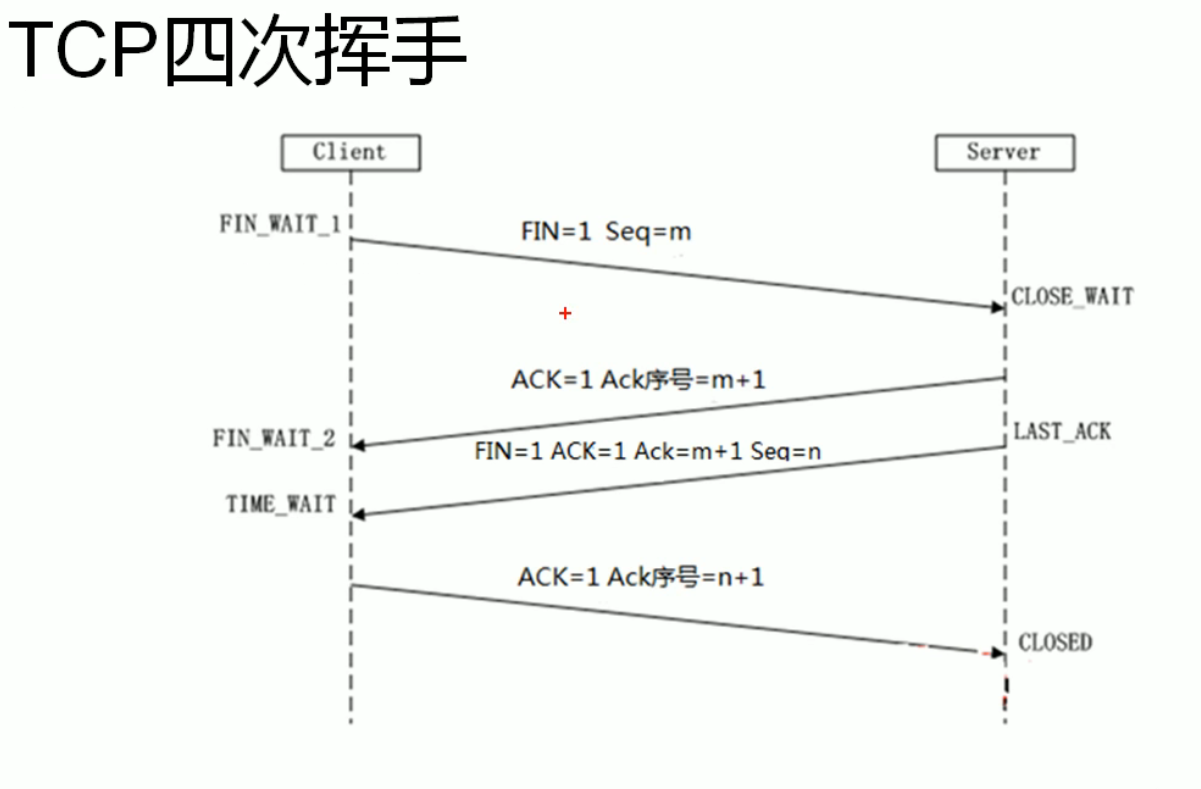 TCP四次挥手
Client
Server
FIN_WAIT_1
FIN=1 Seq=m
CLOSE_WAIT
ACK=1 Ack序号=m+1
FIN_WAIT_2
LAST_ACK
FIN=1 ACK=1 Ack=m+1 Seq=n
TIME_WAIT
ACK=1 Ack序号=n+1
CLOSED